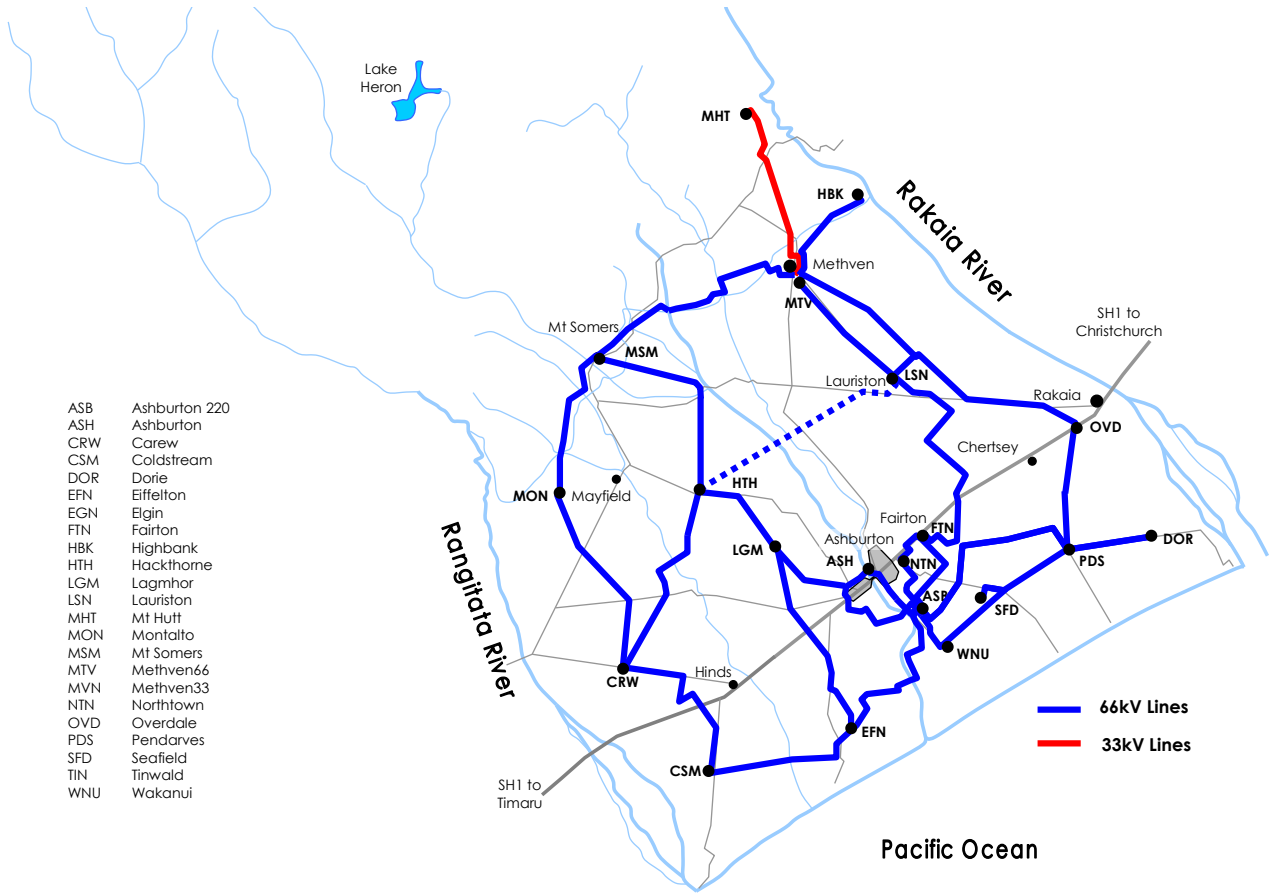 Lake
Heron
MHT
HBK
Rakaia River
Methven
MTV
SH1 to
Christchurch
Mt Somers
MSM
Lauriston
LSN
Rakaia
OVD
Chertsey
HTH
MON
Mayfield
Fairton
FTN
Ashburton
LGM
ASH
NTN
DOR
PDS
ASB
SFD
WNU
Rangitata River
CRW
Hinds
EFN
CSM
SH1 to
Timaru
Pacific Ocean
ASB Ashburton 220
ASH Ashburton
CRW Carew
CSM Coldstream
DOR Dorie
EFN Eiffelton
EGN Elgin
FTN Fairton
HBK Highbank
HTH Hackthorne
LGM Lagmhor
LSN Lauriston
MHT Mt Hutt
MON Montalto
MSM Mt Somers
MTV Methven66
MVN Methven33
NTN Northtown
OVD Overdale
PDS Pendarves
SFD Seafield
TIN Tinwald
WNU Wakanui
66kV Lines
33kV Lines